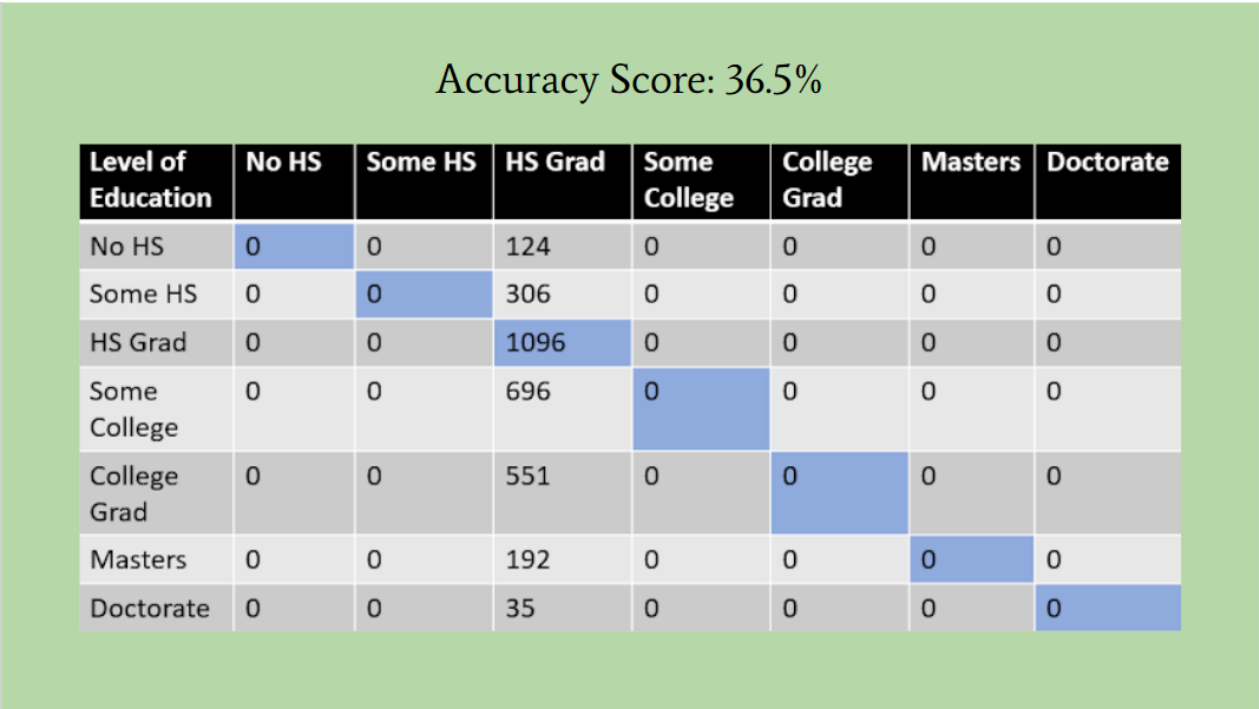 Accuracy Score: 36.5%
Level of Education No HS Some HS HS Grad Some College College Grad Masters Doctorate
No HS 0 0 124 0 0 0 0
Some HS 0 0 306 0 0 0 0
HS Grad 0 0 1096 0 0 0 0
Some College 0 0 696 0 0 0 0
College Grad 0 0 551 0 0 0 0
Masters 0 0 192 0 0 0 0
Doctorate 0 0 35 0 0 0 0